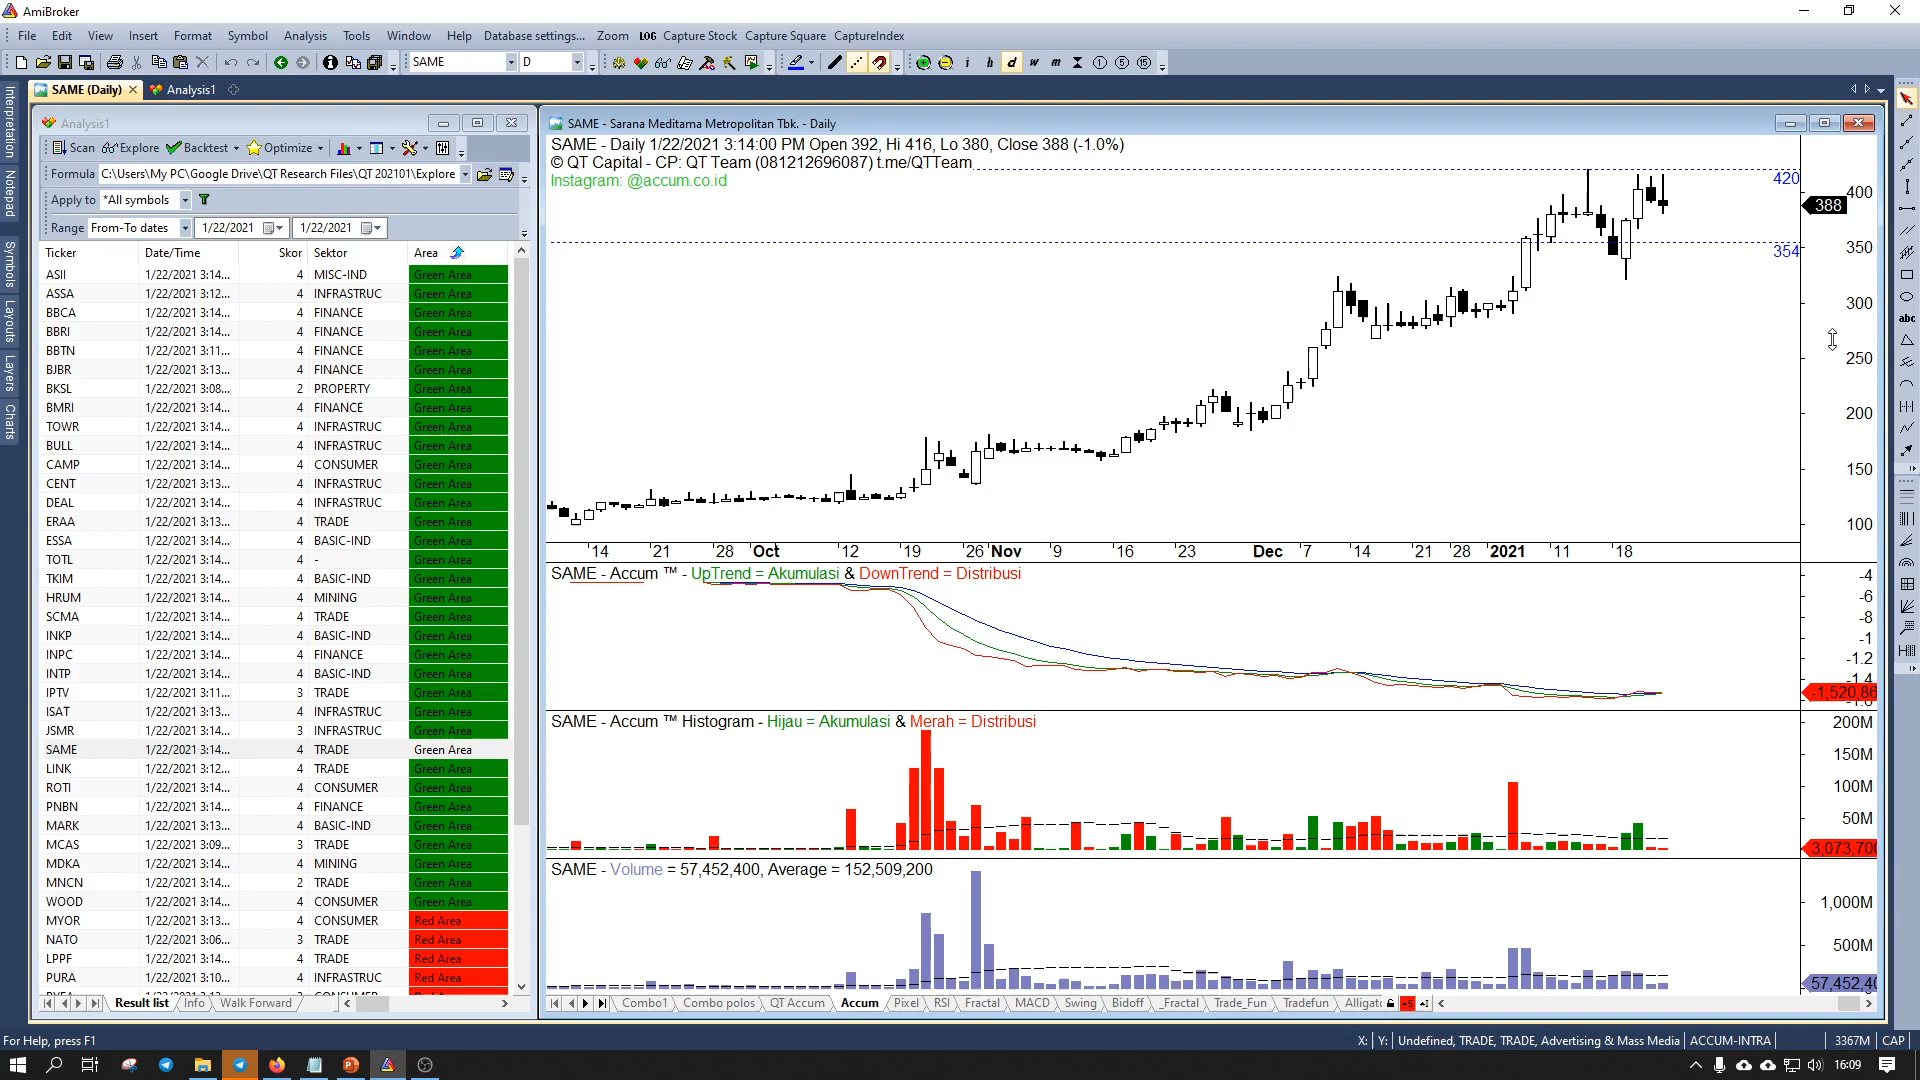 AmiBroker
File Edit View Insert Format Symbol Analysis Tools Window Help Database settings... Zoom LOG Capture Stock Capture Square CaptureIndex
SAME D i h d w m 1 5 15
SAME (Daily) Analysis1
Interpretation
Notepad
Symbols
Layouts
Layers
Charts
Analysis1
Scan Explore Backtest Optimize
Formula C:\Users\My PC\Google Drive\QT Research Files\QT 202101\Explore
Apply to *All symbols
Range From-To dates 1/22/2021 1/22/2021
Ticker Date/Time Skor Sektor Area
ASII 1/22/2021 3:14... 4 MISC-IND Green Area
ASSA 1/22/2021 3:12... 4 INFRASTRUC Green Area
BBCA 1/22/2021 3:14... 4 FINANCE Green Area
BBRI 1/22/2021 3:14... 4 FINANCE Green Area
BBTN 1/22/2021 3:11... 4 FINANCE Green Area
BJBR 1/22/2021 3:13... 4 FINANCE Green Area
BKSL 1/22/2021 3:08... 2 PROPERTY Green Area
BMRI 1/22/2021 3:14... 4 FINANCE Green Area
TOWR 1/22/2021 3:14... 4 INFRASTRUC Green Area
BULL 1/22/2021 3:14... 4 INFRASTRUC Green Area
CAMP 1/22/2021 3:14... 4 CONSUMER Green Area
CENT 1/22/2021 3:13... 4 INFRASTRUC Green Area
DEAL 1/22/2021 3:14... 4 INFRASTRUC Green Area
ERAA 1/22/2021 3:13... 4 TRADE Green Area
ESSA 1/22/2021 3:14... 4 BASIC-IND Green Area
TOTL 1/22/2021 3:14... 4 - Green Area
TKIM 1/22/2021 3:14... 4 BASIC-IND Green Area
HRUM 1/22/2021 3:14... 4 MINING Green Area
SCMA 1/22/2021 3:14... 4 TRADE Green Area
INKP 1/22/2021 3:14... 4 BASIC-IND Green Area
INPC 1/22/2021 3:14... 4 FINANCE Green Area
INTP 1/22/2021 3:14... 4 BASIC-IND Green Area
IPTV 1/22/2021 3:11... 3 TRADE Green Area
ISAT 1/22/2021 3:13... 4 INFRASTRUC Green Area
JSMR 1/22/2021 3:14... 3 INFRASTRUC Green Area
SAME 1/22/2021 3:14... 4 TRADE Green Area
LINK 1/22/2021 3:12... 4 TRADE Green Area
ROTI 1/22/2021 3:14... 4 CONSUMER Green Area
PNBN 1/22/2021 3:14... 4 FINANCE Green Area
MARK 1/22/2021 3:13... 4 BASIC-IND Green Area
MCAS 1/22/2021 3:09... 3 TRADE Green Area
MDKA 1/22/2021 3:14... 4 MINING Green Area
MNCN 1/22/2021 3:14... 2 TRADE Green Area
WOOD 1/22/2021 3:14... 4 CONSUMER Green Area
MYOR 1/22/2021 3:13... 4 CONSUMER Red Area
NATO 1/22/2021 3:06... 3 TRADE Red Area
LPPF 1/22/2021 3:14... 4 TRADE Red Area
PURA 1/22/2021 3:10... 4 INFRASTRUC Red Area
Result list Info Walk Forward
SAME - Sarana Meditama Metropolitan Tbk. - Daily
SAME - Daily 1/22/2021 3:14:00 PM Open 392, Hi 416, Lo 380, Close 388 (-1.0%)
© QT Capital - CP: QT Team (081212696087) t.me/QTTeam
Instagram: @accum.co.id
420
400
388
350
354
300
250
200
150
100
14 21 28 Oct 12 19 26 Nov 9 16 23 Dec 7 14 21 28 2021 11 18
SAME - Accum ™ - UpTrend = Akumulasi & DownTrend = Distribusi
-4
-6
-8
-1
-1.2
-1.4
-1,520,86
SAME - Accum ™ Histogram - Hijau = Akumulasi & Merah = Distribusi
200M
150M
100M
50M
3,073,700
SAME - Volume = 57,452,400, Average = 152,509,200
1,000M
500M
57,452,40
Combo1 Combo polos QT Accum Accum Pixel RSI Fractal MACD Swing Bidoff _Fractal Trade_Fun Tradefun Alligato
abc
For Help, press F1
X: Y: Undefined, TRADE, TRADE, Advertising & Mass Media ACCUM-INTRA 3367M CAP
16:09